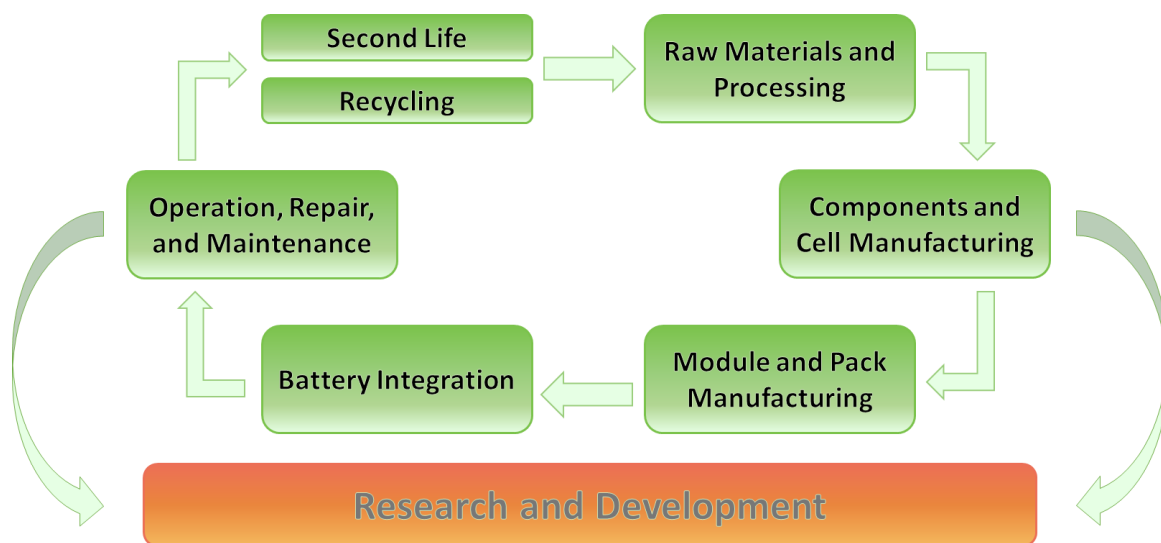 Second Life
Recycling
Raw Materials and
Processing
Operation, Repair,
and Maintenance
Components and
Cell Manufacturing
Battery Integration
Module and Pack
Manufacturing
Research and Development